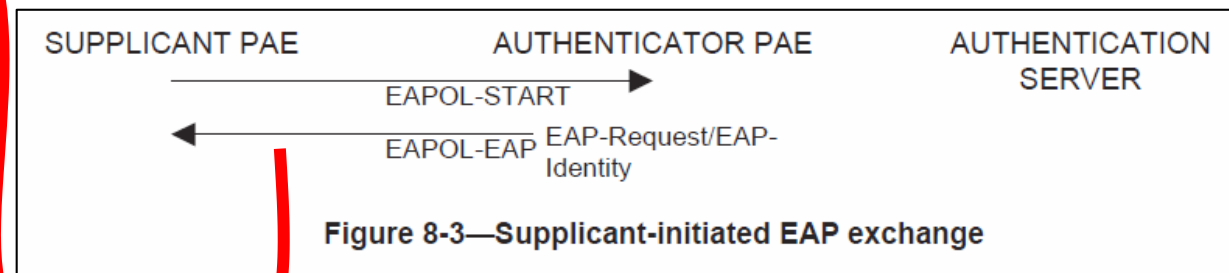 SUPPLICANT PAE AUTHENTICATOR PAE AUTHENTICATION
SERVER
EAPOL-START
EAPOL-EAP EAP-Request/EAP-
Identity
Figure 8-3—Supplicant-initiated EAP exchange